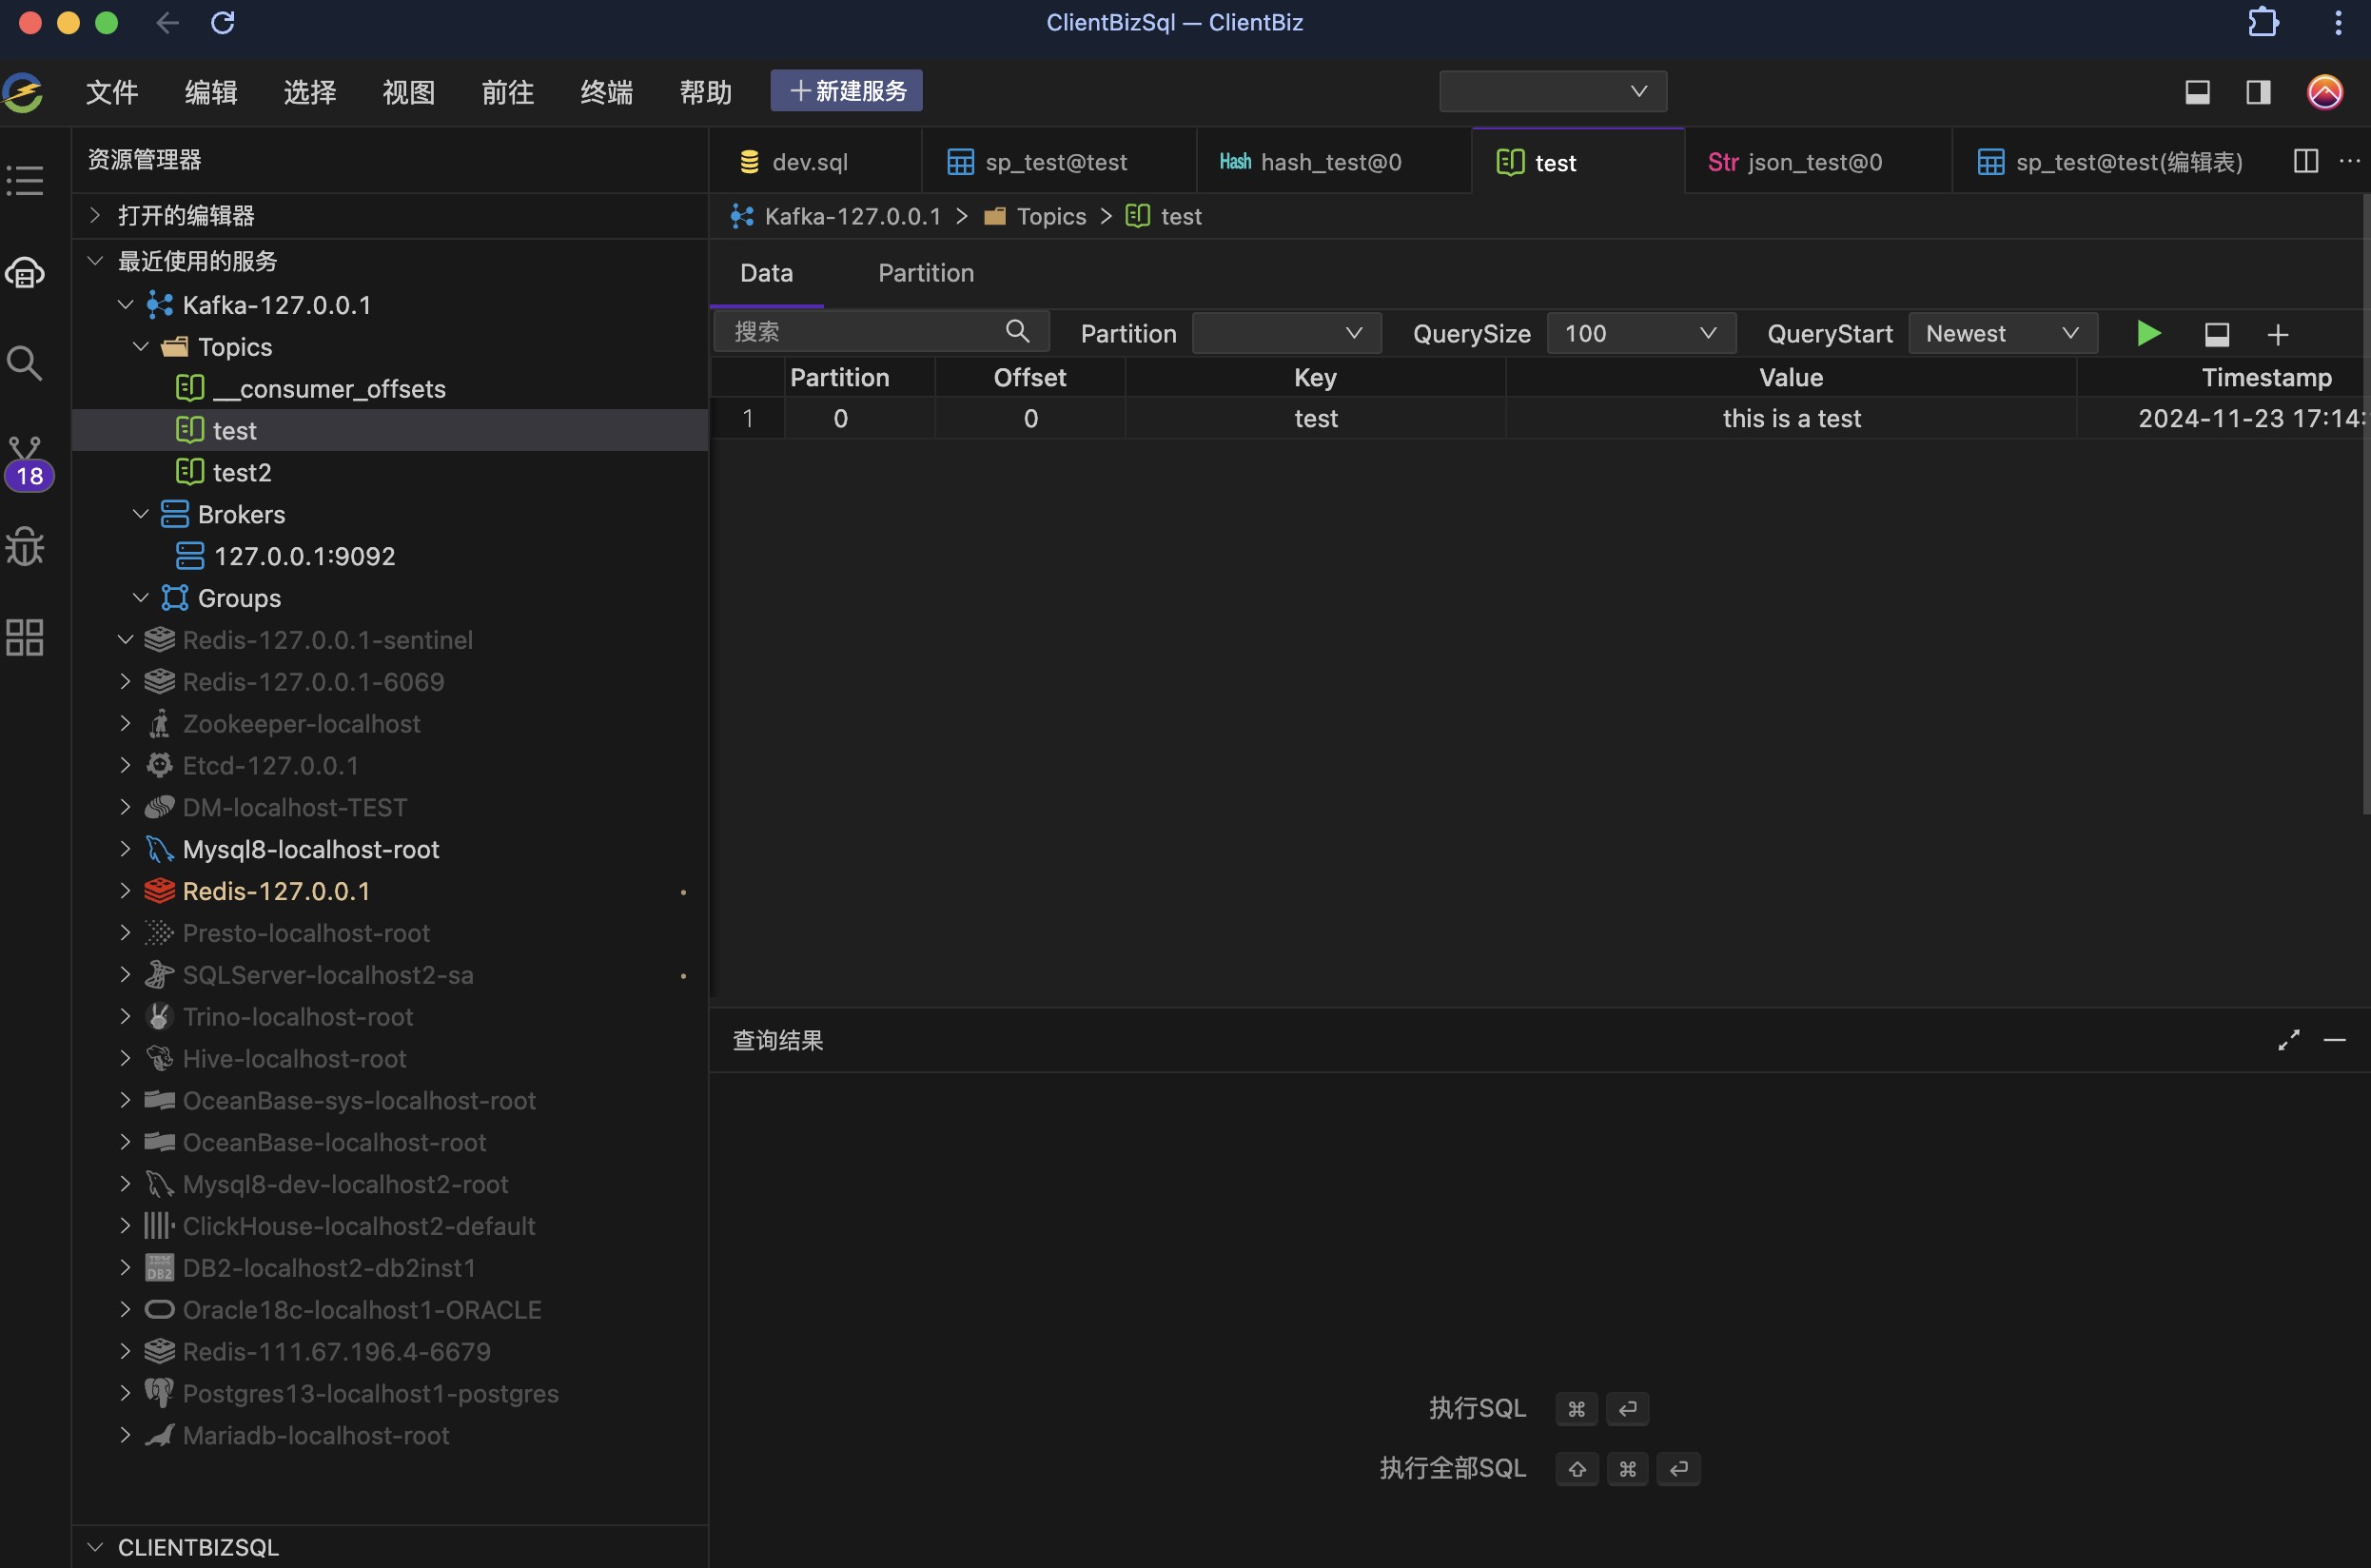 ClientBizSql — ClientBiz
文件 编辑 选择 视图 前往 终端 帮助 ＋新建服务
资源管理器
打开的编辑器
最近使用的服务
Kafka-127.0.0.1
Topics
__consumer_offsets
test
test2
Brokers
127.0.0.1:9092
Groups
Redis-127.0.0.1-sentinel
Redis-127.0.0.1-6069
Zookeeper-localhost
Etcd-127.0.0.1
DM-localhost-TEST
Mysql8-localhost-root
Redis-127.0.0.1
Presto-localhost-root
SQLServer-localhost2-sa
Trino-localhost-root
Hive-localhost-root
OceanBase-sys-localhost-root
OceanBase-localhost-root
Mysql8-dev-localhost2-root
ClickHouse-localhost2-default
IBM DB2 DB2-localhost2-db2inst1
Oracle18c-localhost1-ORACLE
Redis-111.67.196.4-6679
Postgres13-localhost1-postgres
Mariadb-localhost-root
CLIENTBIZSQL
18
dev.sql sp_test@test Hash hash_test@0 test Str json_test@0 sp_test@test(编辑表)
Kafka-127.0.0.1 > Topics > test
Data Partition
搜索 Partition QuerySize 100 QueryStart Newest
Partition Offset Key Value Timestamp
1 0 0 test this is a test 2024-11-23 17:14:
查询结果
执行SQL ⌘ ↵
执行全部SQL ⇧ ⌘ ↵